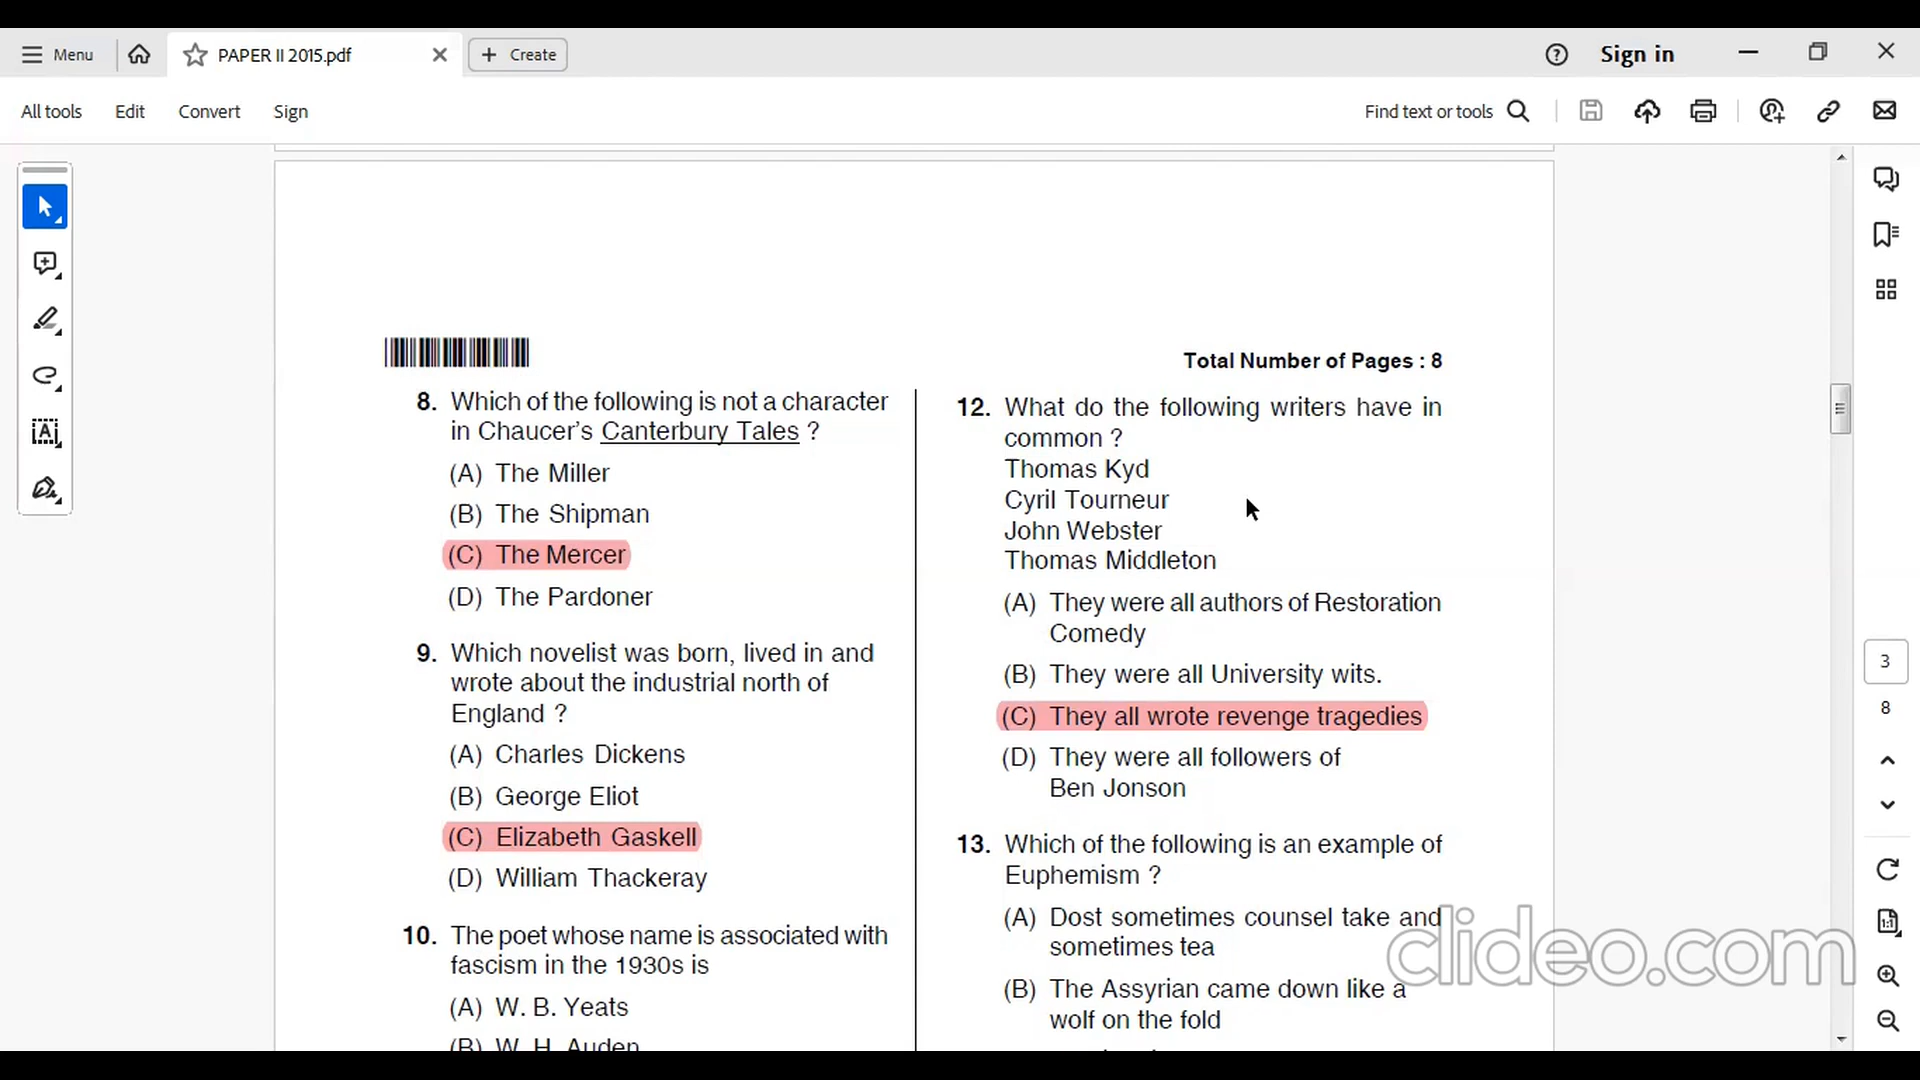 Menu
PAPER II 2015.pdf
Create
Sign in
All tools
Edit
Convert
Sign
Find text or tools
Total Number of Pages : 8
8. Which of the following is not a character
in Chaucer's Canterbury Tales ?
(A) The Miller
(B) The Shipman
(C) The Mercer
(D) The Pardoner
9. Which novelist was born, lived in and
wrote about the industrial north of
England ?
(A) Charles Dickens
(B) George Eliot
(C) Elizabeth Gaskell
(D) William Thackeray
10. The poet whose name is associated with
fascism in the 1930s is
(A) W. B. Yeats
(B) W. H. Auden
12. What do the following writers have in
common ?
Thomas Kyd
Cyril Tourneur
John Webster
Thomas Middleton
(A) They were all authors of Restoration
Comedy
(B) They were all University wits.
(C) They all wrote revenge tragedies
(D) They were all followers of
Ben Jonson
13. Which of the following is an example of
Euphemism ?
(A) Dost sometimes counsel take and
sometimes tea
(B) The Assyrian came down like a
wolf on the fold
3
8
1:1
clideo.com